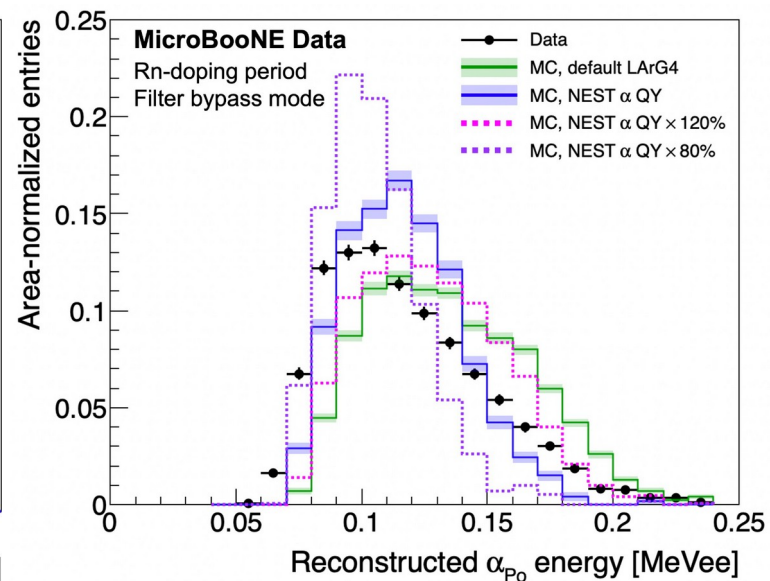 0.25
0.2
0.15
0.1
0.05
0
Area-normalized entries
MicroBooNE Data
Rn-doping period
Filter bypass mode
Data
MC, default LArG4
MC, NEST α QY
MC, NEST α QY × 120%
MC, NEST α QY × 80%
0 0.05 0.1 0.15 0.2 0.25
Reconstructed αPo energy [MeVee]